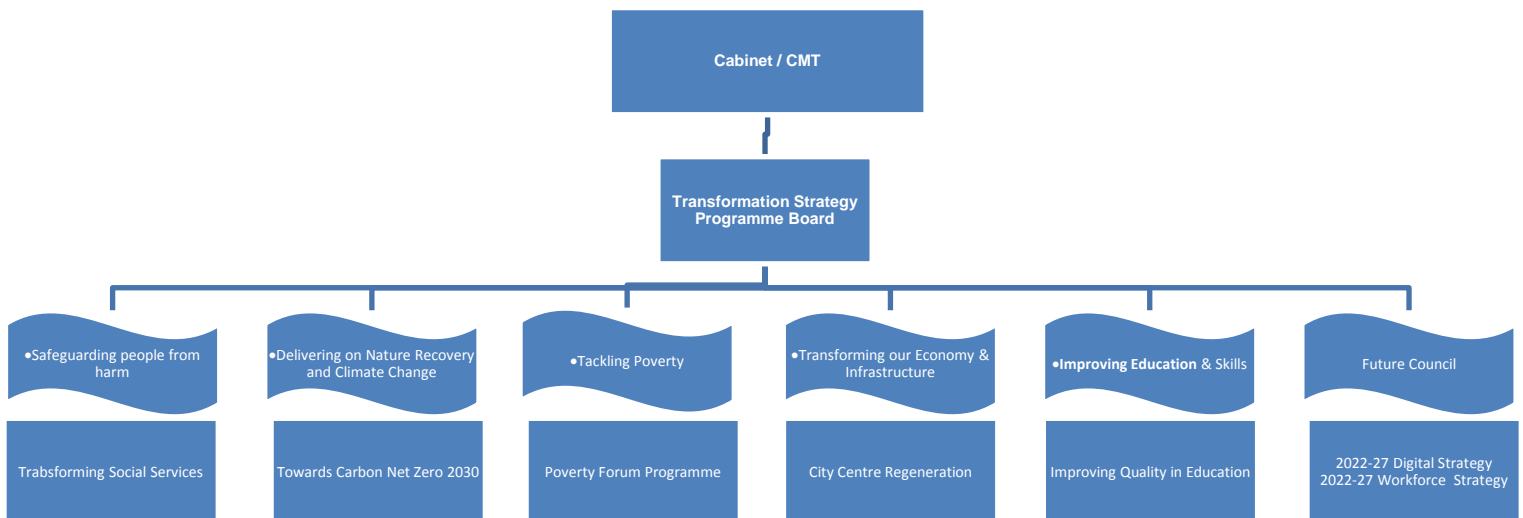 Cabinet / CMT
Transformation Strategy
Programme Board
•Safeguarding people from
harm
•Delivering on Nature Recovery
and Climate Change
•Tackling Poverty
•Transforming our Economy &
Infrastructure
•Improving Education & Skills
Future Council
Trabsforming Social Services
Towards Carbon Net Zero 2030
Poverty Forum Programme
City Centre Regeneration
Improving Quality in Education
2022-27 Digital Strategy
2022-27 Workforce  Strategy